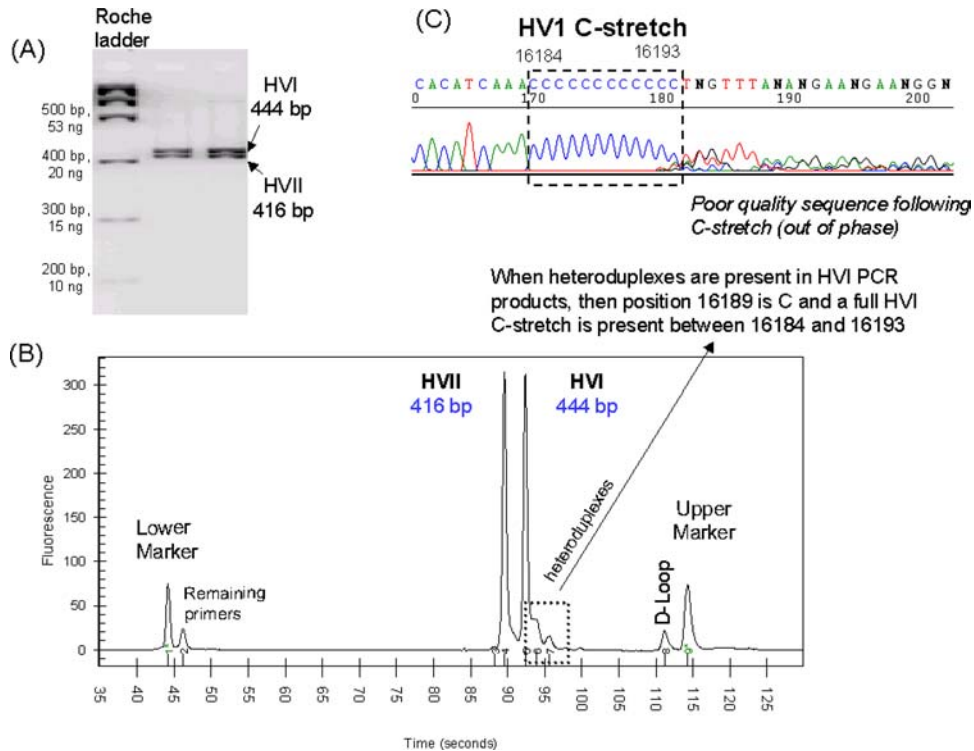 (A)
Roche
ladder
500 bp,
53 ng
400 bp,
20 ng
300 bp,
15 ng
200 bp,
10 ng
HVI
444 bp
HVII
416 bp
(C)
HV1 C-stretch
16184 16193
CACATCAAACCCCCCCCCCCCTNGTTTANANGAANGAANGGN
0 170 180 190 200
Poor quality sequence following
C-stretch (out of phase)
When heteroduplexes are present in HVI PCR
products, then position 16189 is C and a full HVI
C-stretch is present between 16184 and 16193
(B)
HVII
416 bp
HVI
444 bp
heteroduplexes
Lower
Marker
Remaining
primers
D-Loop
Upper
Marker
Fluorescence
300
250
200
150
100
50
0
35 40 45 50 55 60 65 70 75 80 85 90 95 100 105 110 115 120 125
Time (seconds)